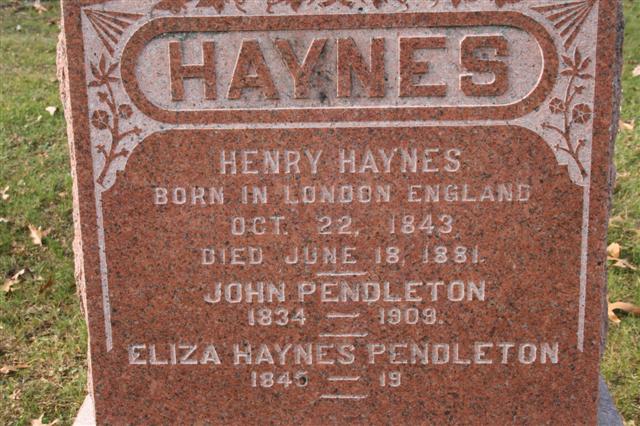 HAYNES
HENRY HAYNES
BORN IN LONDON ENGLAND
OCT. 22, 1843.
DIED JUNE 18, 1881.
JOHN PENDLETON
1834 — 1909.
ELIZA HAYNES PENDLETON
1845 — 19